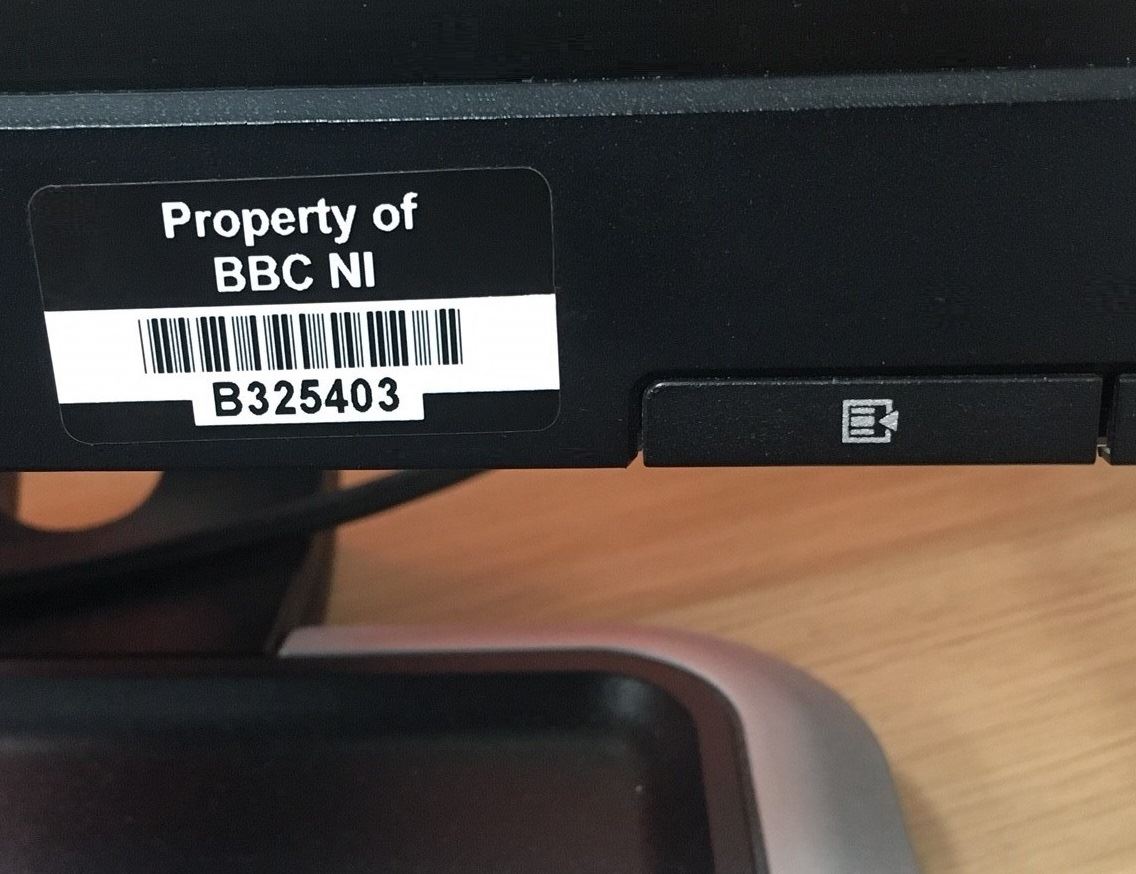 Property of
BBC NI
B325403